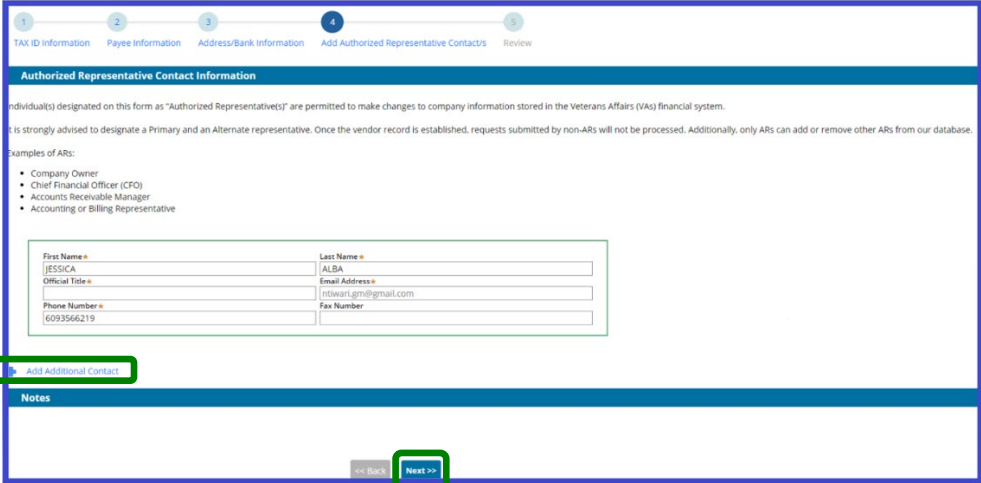 1 2 3 4 5
TAX ID Information Payee Information Address/Bank Information Add Authorized Representative Contact/s Review
Authorized Representative Contact Information
ndividual(s) designated on this form as "Authorized Representative(s)" are permitted to make changes to company information stored in the Veterans Affairs (VAs) financial system.
t is strongly advised to designate a Primary and an Alternate representative. Once the vendor record is established, requests submitted by non-ARs will not be processed. Additionally, only ARs can add or remove other ARs from our database.
Examples of ARs:
• Company Owner
• Chief Financial Officer (CFO)
• Accounts Receivable Manager
• Accounting or Billing Representative
First Name* Last Name*
JESSICA ALBA
Official Title* Email Address*
ntiwari.gm@gmail.com
Phone Number* Fax Number
6093566219
Add Additional Contact
Notes
<< Back Next >>